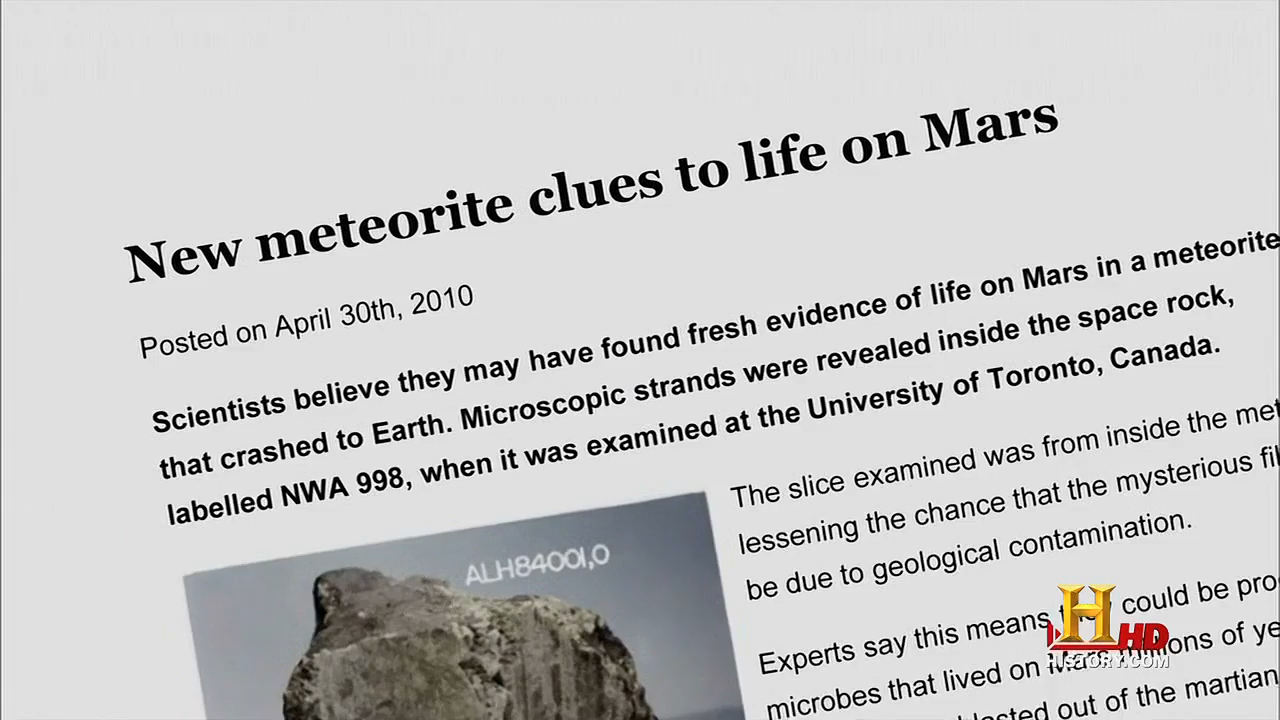 New meteorite clues to life on Mars
Posted on April 30th, 2010
Scientists believe they may have found fresh evidence of life on Mars in a meteorite
that crashed to Earth. Microscopic strands were revealed inside the space rock,
labelled NWA 998, when it was examined at the University of Toronto, Canada.
The slice examined was from inside the met
lessening the chance that the mysterious fil
be due to geological contamination.
Experts say this means could be pro
microbes that lived on Mars millions of ye
blasted out of the martian
ALH84001,0
H HD
HISTORY.COM